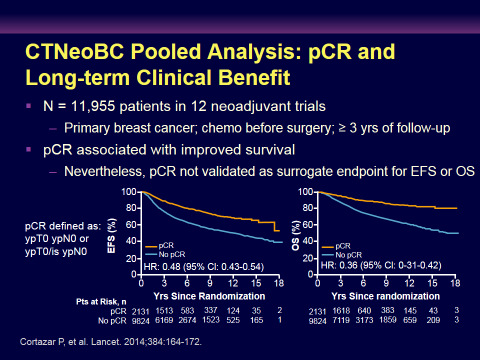 CTNeoBC Pooled Analysis: pCR and
Long-term Clinical Benefit
▪ N = 11,955 patients in 12 neoadjuvant trials
– Primary breast cancer; chemo before surgery; ≥ 3 yrs of follow-up
▪ pCR associated with improved survival
– Nevertheless, pCR not validated as surrogate endpoint for EFS or OS
pCR defined as:
ypT0 ypN0 or
ypT0/is ypN0
EFS (%)
100
80
60
40
20
0
pCR
No pCR
HR: 0.48 (95% CI: 0.43-0.54)
0 3 6 9 12 15 18
Yrs Since Randomization
OS (%)
100
80
60
40
20
0
pCR
No pCR
HR: 0.36 (95% CI: 0-31-0.42)
0 3 6 9 12 15 18
Yrs Since Randomization
Pts at Risk, n
pCR 2131 1513 583 337 124 35 2 2131 1618 640 383 145 43 3
No pCR 9824 6169 2674 1523 525 165 1 9824 7119 3173 1859 659 209 3
Cortazar P, et al. Lancet. 2014;384:164-172.